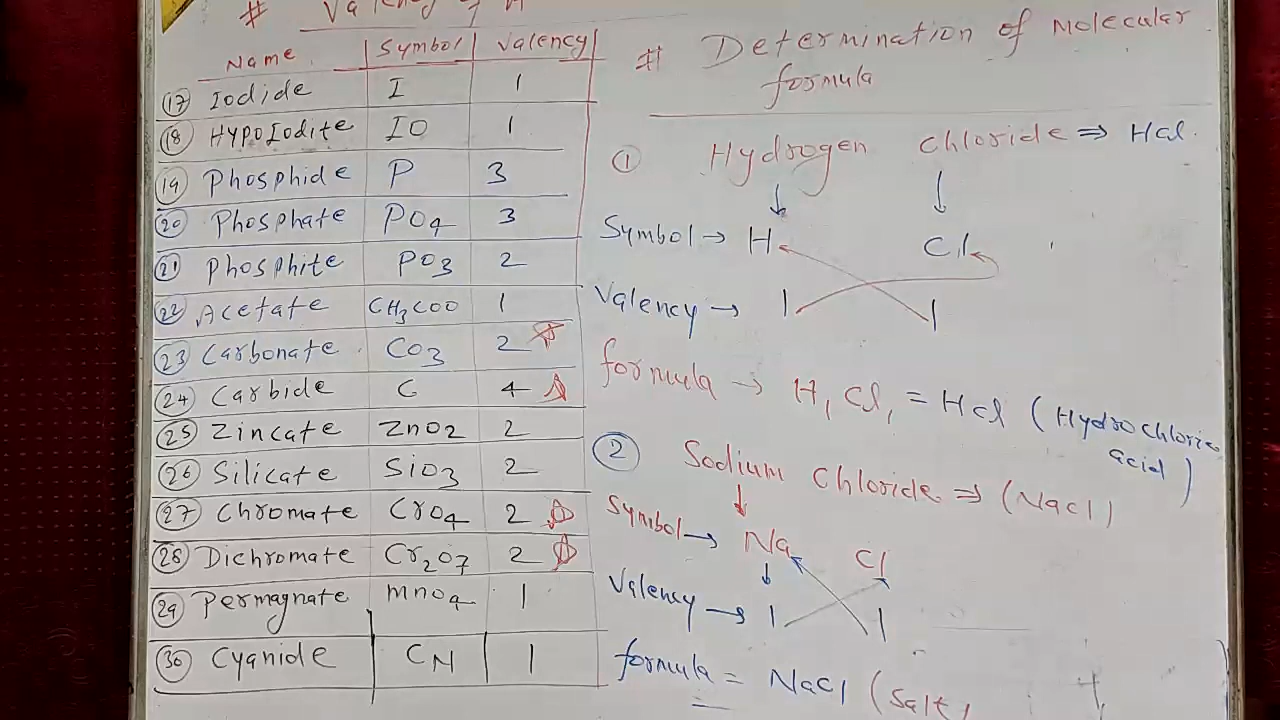 # Valency of
Name Symbol Valency
(17) Iodide I 1
(18) HypoIodite IO 1
(19) Phosphide P 3
(20) Phosphate PO4 3
(21) Phosphite PO3 2
(22) Acetate CH3COO 1
(23) Carbonate CO3 2
(24) Carbide C 4
(25) Zincate ZnO2 2
(26) Silicate SiO3 2
(27) Chromate CrO4 2
(28) Dichromate Cr2O7 2
(29) Permagnate MnO4 1
(30) Cyanide CN 1
# Determination of Molecular
formula
(1) Hydrogen Chloride ⇒ HCl.
Symbol → H Cl
Valency → 1 1
formula → H1 Cl1 = HCl (Hydrochloric
acid)
(2) Sodium Chloride ⇒ (NaCl)
Symbol → Na Cl
Valency → 1 1
formula = NaCl (Salt)